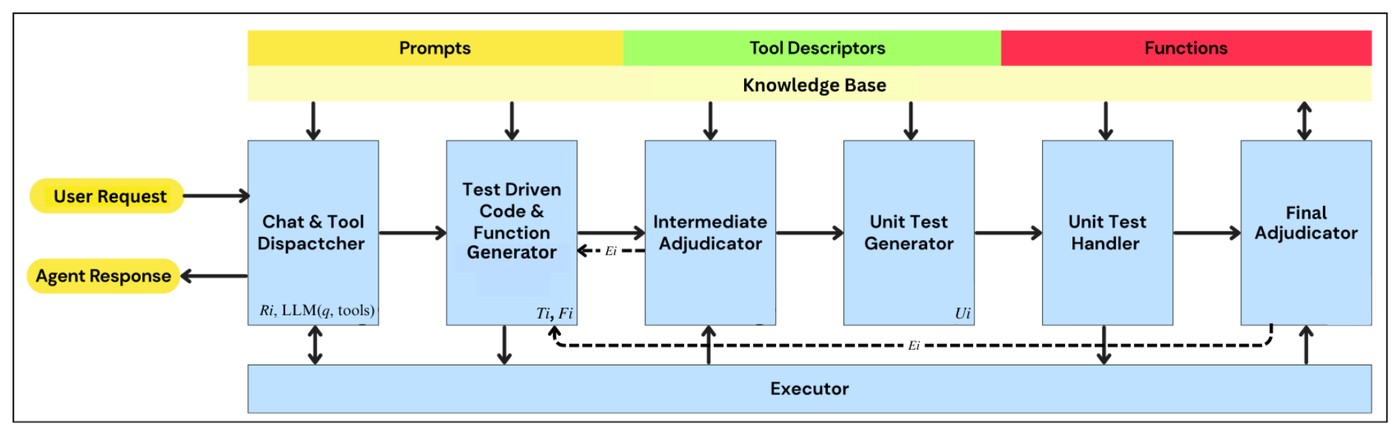 Prompts
Tool Descriptors
Functions
Knowledge Base
User Request
Agent Response
Chat & Tool
Dispactcher
Ri, LLM(q, tools)
Test Driven
Code &
Function
Generator
Ti, Fi
Ei
Intermediate
Adjudicator
Unit Test
Generator
Ui
Unit Test
Handler
Final
Adjudicator
Ei
Executor